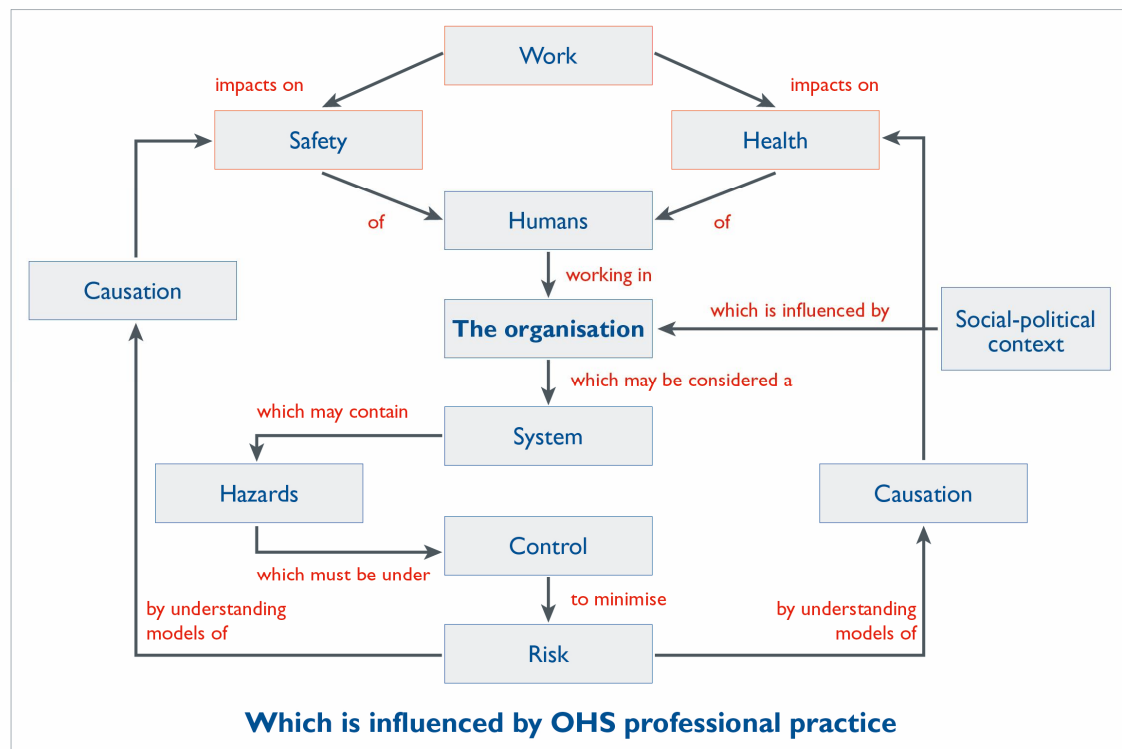 Work
impacts on
impacts on
Safety
Health
of
Humans
of
working in
Causation
The organisation
which is influenced by
Social-political
context
which may be considered a
which may contain
System
Hazards
Causation
Control
which must be under
to minimise
by understanding
models of
by understanding
models of
Risk
Which is influenced by OHS professional practice